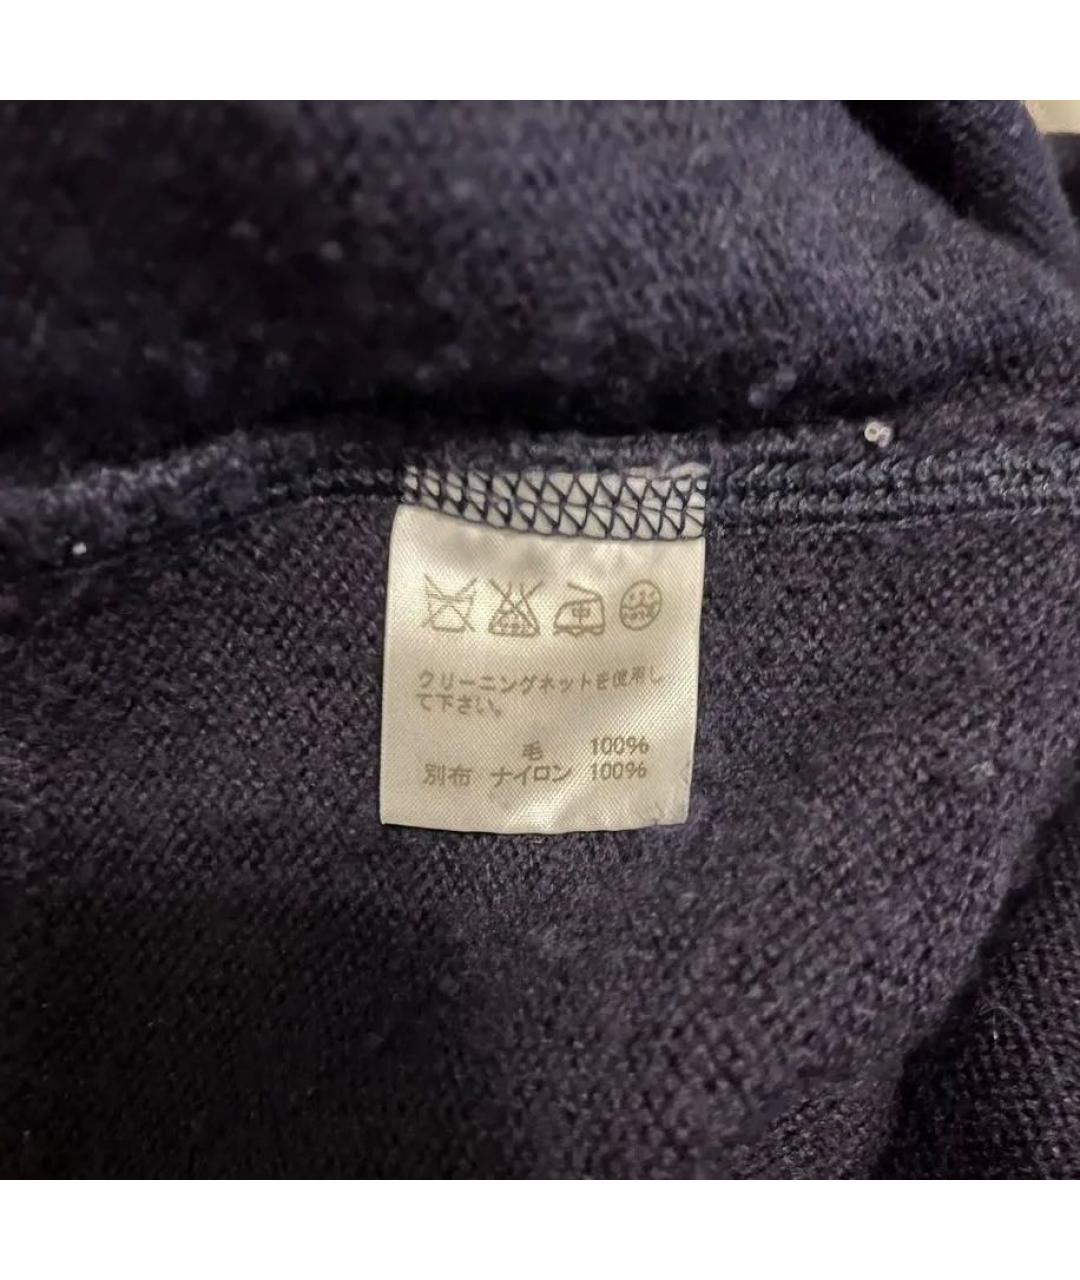 中
クリーニングネットを使用し
て下さい。
毛 100%
別布 ナイロン 100%